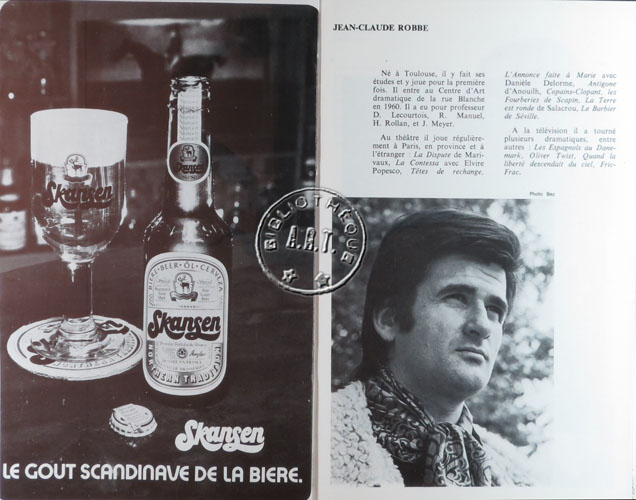 Skansen
BIERE·BEER·ÖL·CERVEZA
Skansen
NORTHERN TRADITION
Skansen
LE GOUT SCANDINAVE DE LA BIERE.
BIBLIOTHÈQUE
A.R.T.
JEAN-CLAUDE ROBBE
Né à Toulouse, il y fait ses
études et y joue pour la première
fois. Il entre au Centre d'Art
dramatique de la rue Blanche
en 1960. Il a eu pour professeur
D. Lecourtois, R. Manuel,
H. Rollan, et J. Meyer.
Au théâtre il joue régulière-
ment à Paris, en province et à
l'étranger : La Dispute de Mari-
vaux, La Contessa avec Elvire
Popesco, Têtes de rechange,
L'Annonce faite à Marie avec
Danièle Delorme, Antigone
d'Anouilh, Copains-Clopant, les
Fourberies de Scapin, La Terre
est ronde de Salacrou, Le Barbier
de Séville.
A la télévision il a tourné
plusieurs dramatiques, entre
autres : Les Espagnols au Dane-
mark, Oliver Twist, Quand la
liberté descendait du ciel, Fric-
Frac.
Photo Bec